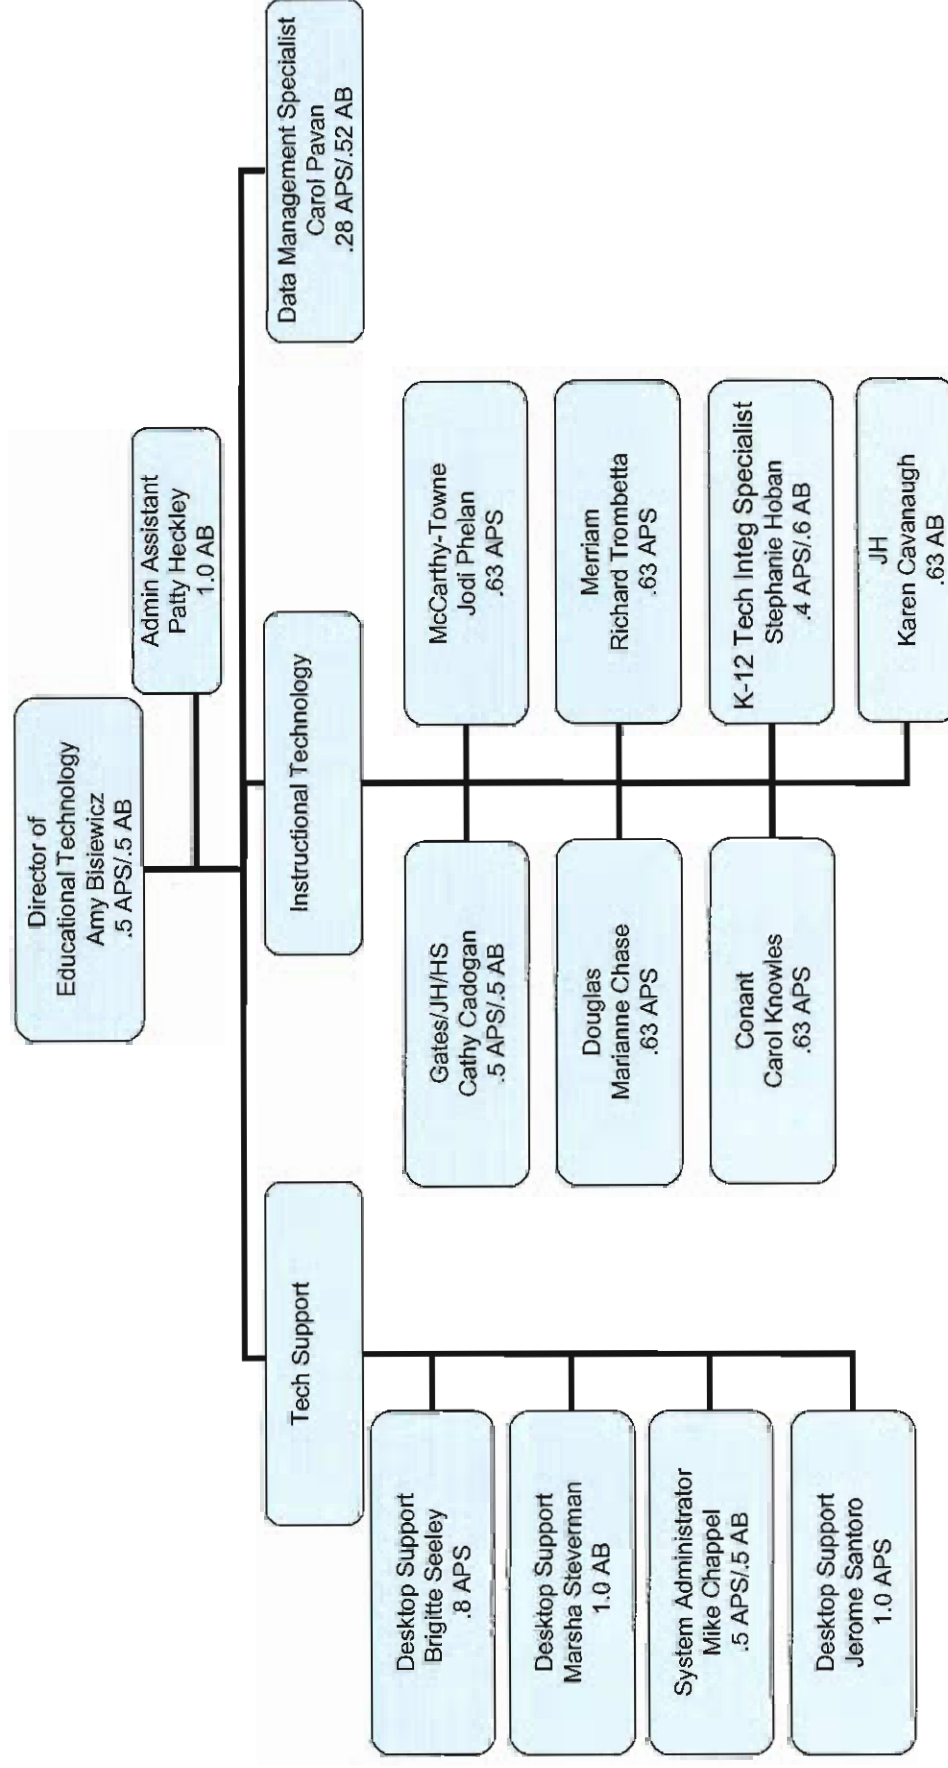 Director of
Educational Technology
Amy Bisiewicz
.5 APS/.5 AB
Admin Assistant
Patty Heckley
1.0 AB
Tech Support
Instructional Technology
Data Management Specialist
Carol Pavan
.28 APS/.52 AB
Desktop Support
Brigitte Seeley
.8 APS
Desktop Support
Marsha Steverman
1.0 AB
System Administrator
Mike Chappel
.5 APS/.5 AB
Desktop Support
Jerome Santoro
1.0 APS
Gates/JH/HS
Cathy Cadogan
.5 APS/.5 AB
McCarthy-Towne
Jodi Phelan
.63 APS
Douglas
Marianne Chase
.63 APS
Merriam
Richard Trombetta
.63 APS
Conant
Carol Knowles
.63 APS
K-12 Tech Integ Specialist
Stephanie Hoban
.4 APS/.6 AB
JH
Karen Cavanaugh
.63 AB